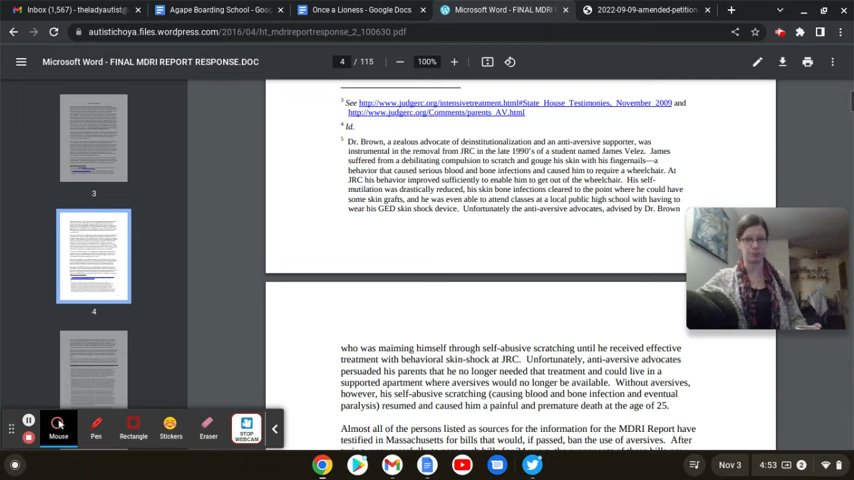 Inbox (1,567) - theladyautist@
Agape Boarding School - Goog
Once a Lioness - Google Docs
Microsoft Word - FINAL MDRI
2022-09-09-amended-petition
autistichoya.files.wordpress.com/2016/04/ht_mdrireportresponse_2_100630.pdf
Microsoft Word - FINAL MDRI REPORT RESPONSE.DOC
4 / 115
100%
3 See http://www.judgerc.org/intensivetreatment.html#State_House_Testimonies,_November_2009 and
http://www.judgerc.org/Comments/parents_AV.html
4 Id.
5 Dr. Brown, a zealous advocate of deinstitutionalization and an anti-aversive supporter, was
instrumental in the removal from JRC in the late 1990's of a student named James Velez. James
suffered from a debilitating compulsion to scratch and gouge his skin with his fingernails—a
behavior that caused serious blood and bone infections and caused him to require a wheelchair. At
JRC his behavior improved sufficiently to enable him to get out of the wheelchair. His self-
mutilation was drastically reduced, his skin bone infections cleared to the point where he could have
some skin grafts, and he was even able to attend classes at a local public high school with having to
wear his GED skin shock device. Unfortunately the anti-aversive advocates, advised by Dr. Brown
who was maiming himself through self-abusive scratching until he received effective
treatment with behavioral skin-shock at JRC. Unfortunately, anti-aversive advocates
persuaded his parents that he no longer needed that treatment and could live in a
supported apartment where aversives would no longer be available. Without aversives,
however, his self-abusive scratching (causing blood and bone infection and eventual
paralysis) resumed and caused him a painful and premature death at the age of 25.
Almost all of the persons listed as sources for the information for the MDRI Report have
testified in Massachusetts for bills that would, if passed, ban the use of aversives. After
3
4
Mouse
Pen
Rectangle
Stickers
Eraser
STOP
WEBCAM
Nov 3
4:53
2